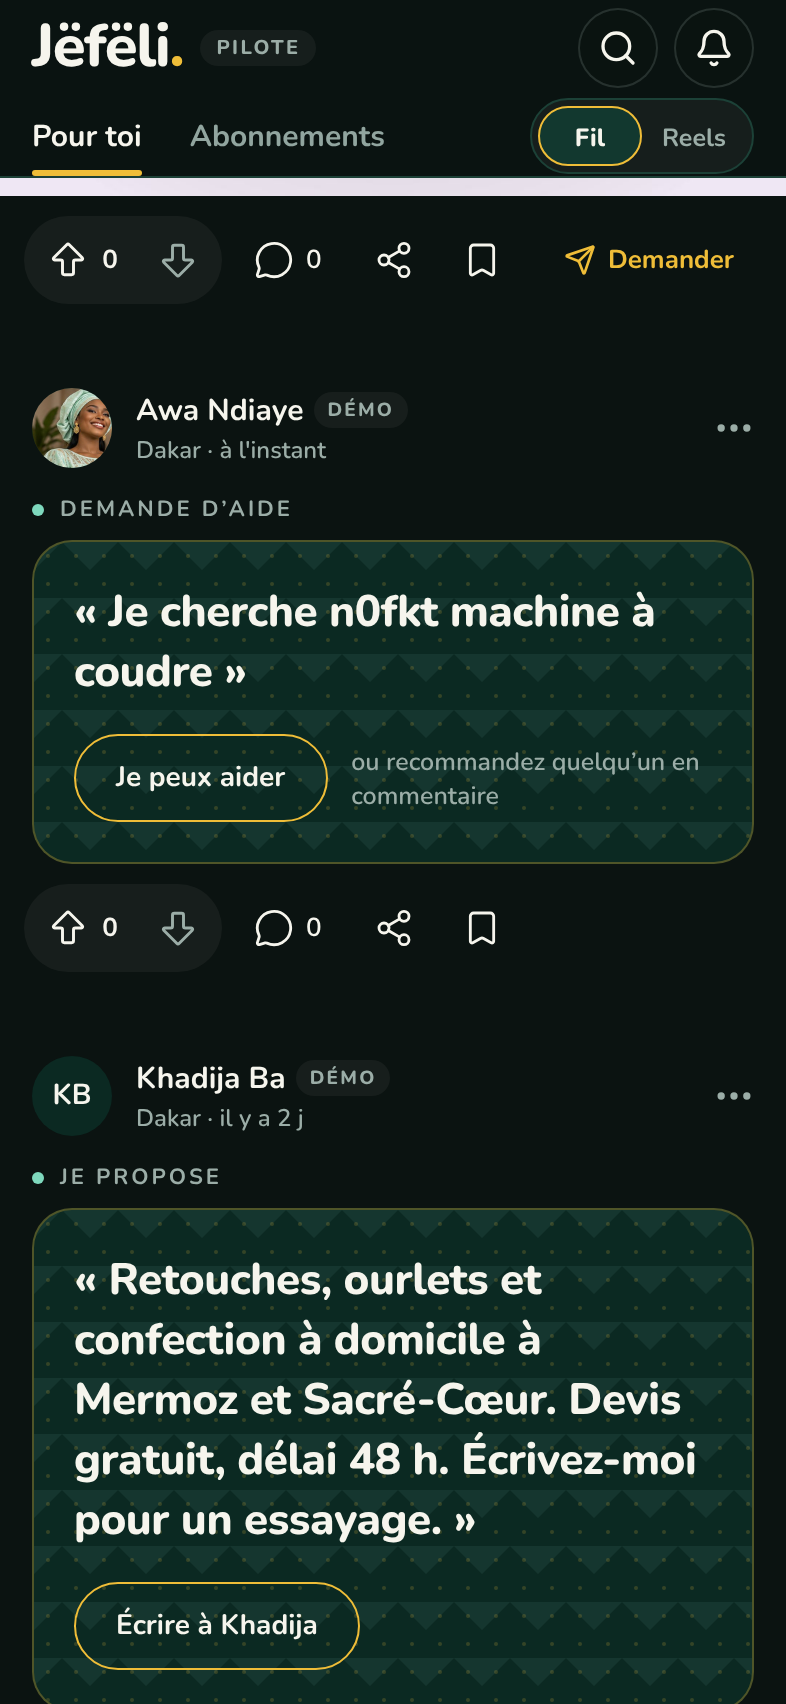 Jëfëli.
PILOTE
Pour toi
Abonnements
Fil
Reels
0
0
Demander
Awa Ndiaye
DÉMO
Dakar · à l'instant
DEMANDE D’AIDE
« Je cherche n0fkt machine à
coudre »
Je peux aider
ou recommandez quelqu’un en
commentaire
0
0
KB
Khadija Ba
DÉMO
Dakar · il y a 2 j
JE PROPOSE
« Retouches, ourlets et
confection à domicile à
Mermoz et Sacré-Cœur. Devis
gratuit, délai 48 h. Écrivez-moi
pour un essayage. »
Écrire à Khadija